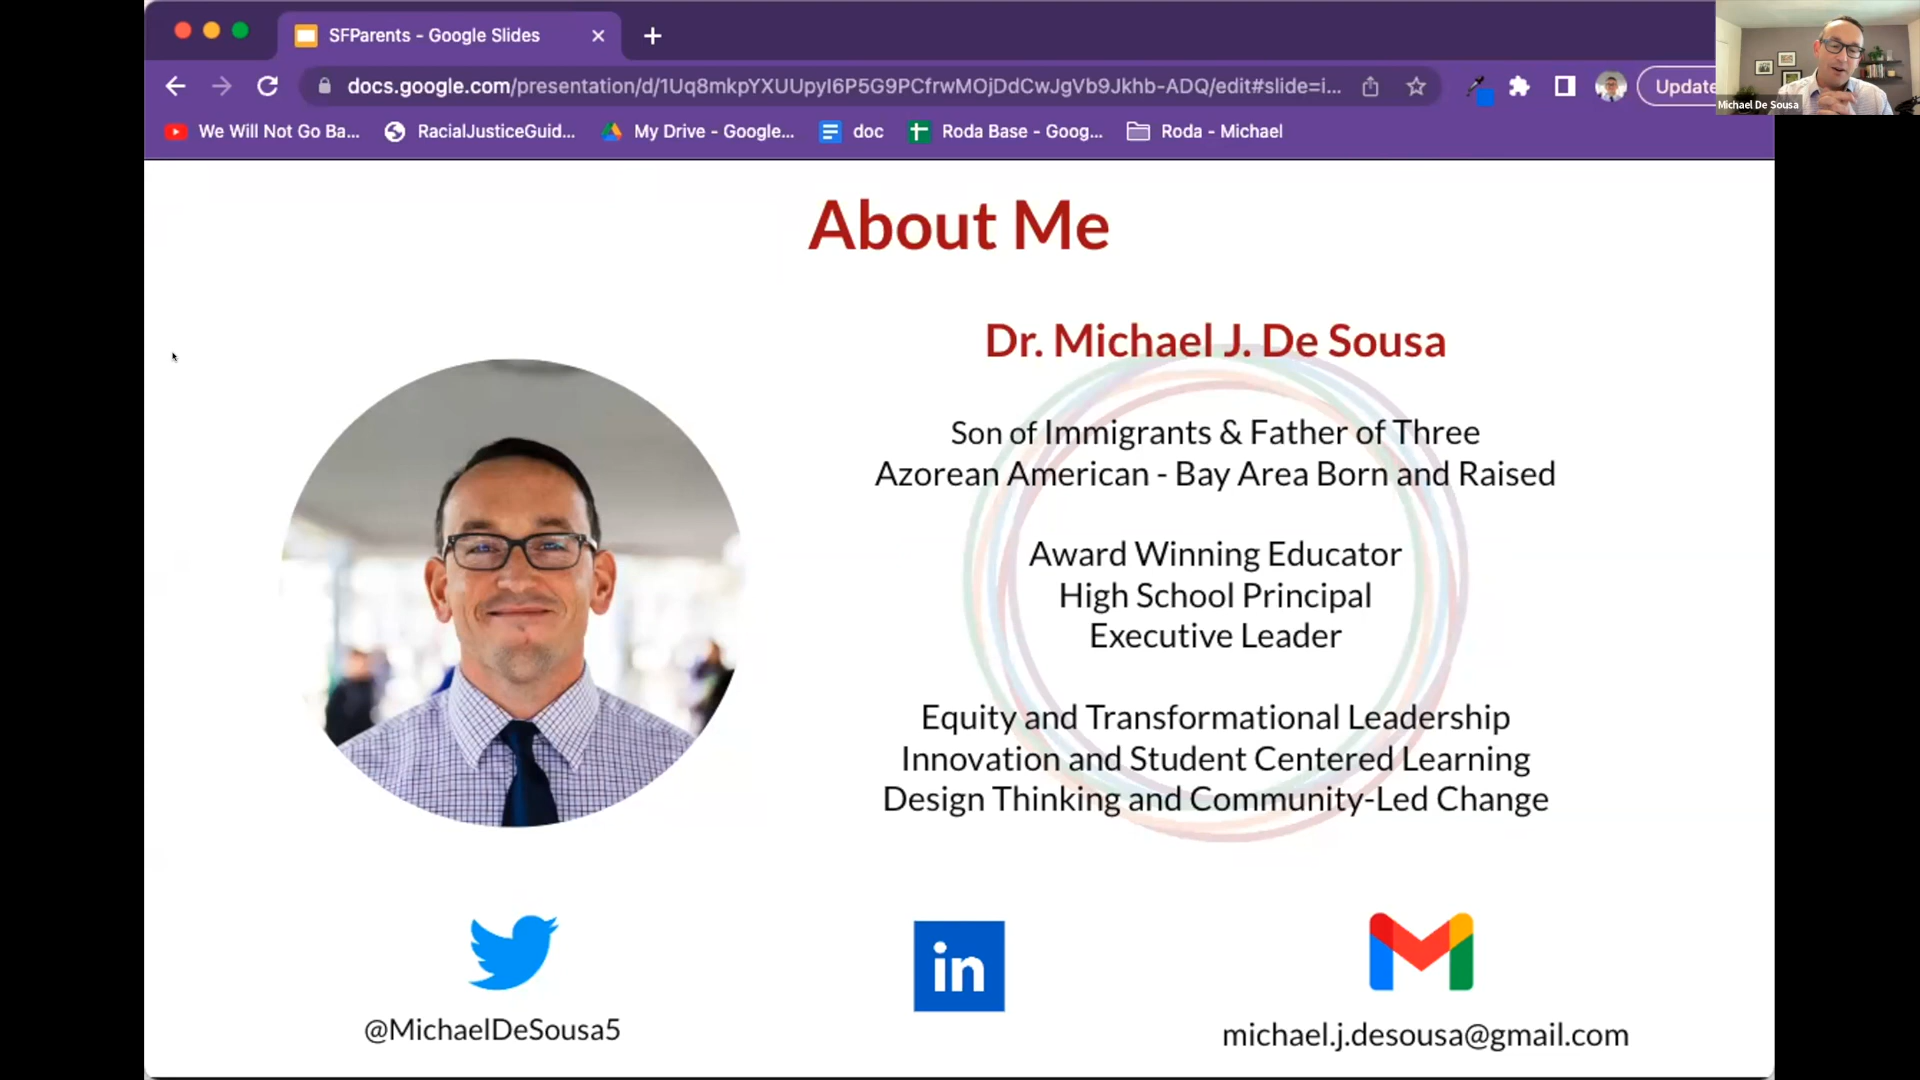 SFParents - Google Slides
docs.google.com/presentation/d/1Uq8mkpYXUUpyI6P5G9PCfrwMOjDdCwJgVb9Jkhb-ADQ/edit#slide=i...
Update
Michael De Sousa
We Will Not Go Ba...
RacialJusticeGuid...
My Drive - Google...
doc
Roda Base - Goog...
Roda - Michael
About Me
Dr. Michael J. De Sousa
Son of Immigrants & Father of Three
Azorean American - Bay Area Born and Raised
Award Winning Educator
High School Principal
Executive Leader
Equity and Transformational Leadership
Innovation and Student Centered Learning
Design Thinking and Community-Led Change
in
@MichaelDeSousa5
michael.j.desousa@gmail.com